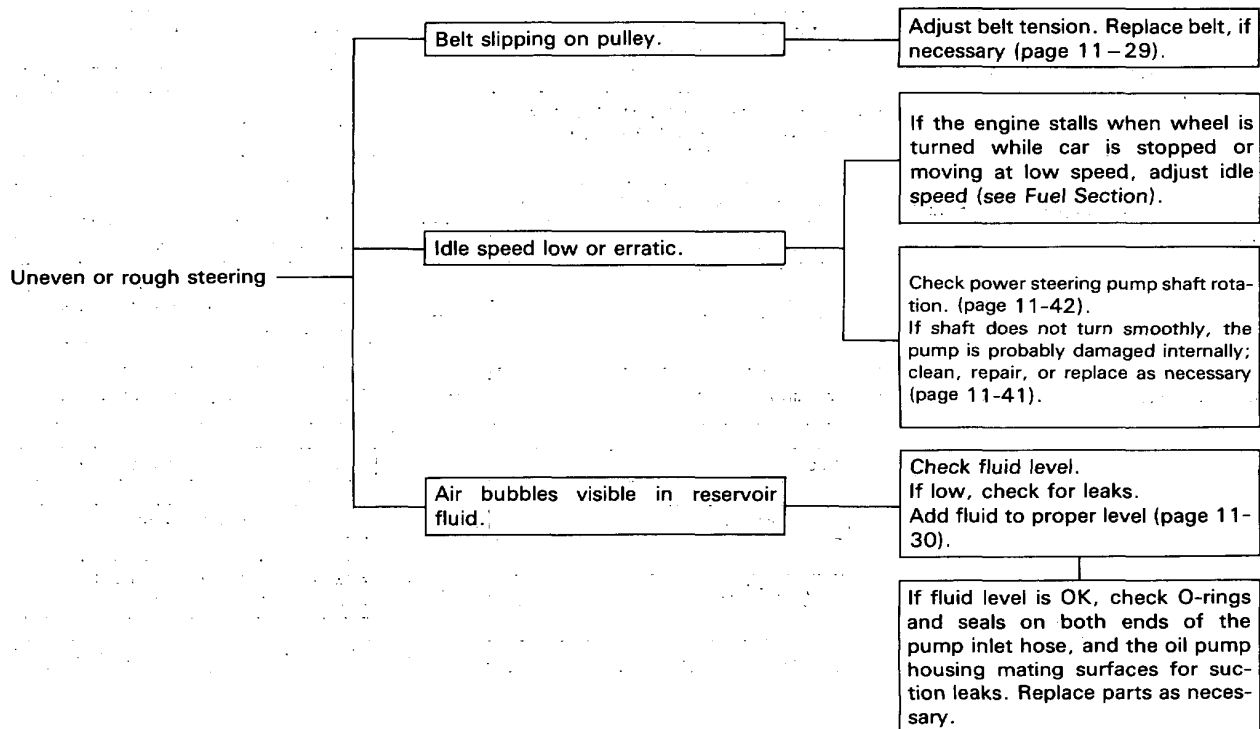 Uneven or rough steering
Belt slipping on pulley.
Adjust belt tension. Replace belt, if
necessary (page 11–29).
Idle speed low or erratic.
If the engine stalls when wheel is
turned while car is stopped or
moving at low speed, adjust idle
speed (see Fuel Section).
Check power steering pump shaft rota-
tion. (page 11-42).
If shaft does not turn smoothly, the
pump is probably damaged internally;
clean, repair, or replace as necessary
(page 11-41).
Air bubbles visible in reservoir
fluid.
Check fluid level.
If low, check for leaks.
Add fluid to proper level (page 11-
30).
If fluid level is OK, check O-rings
and seals on both ends of the
pump inlet hose, and the oil pump
housing mating surfaces for suc-
tion leaks. Replace parts as neces-
sary.